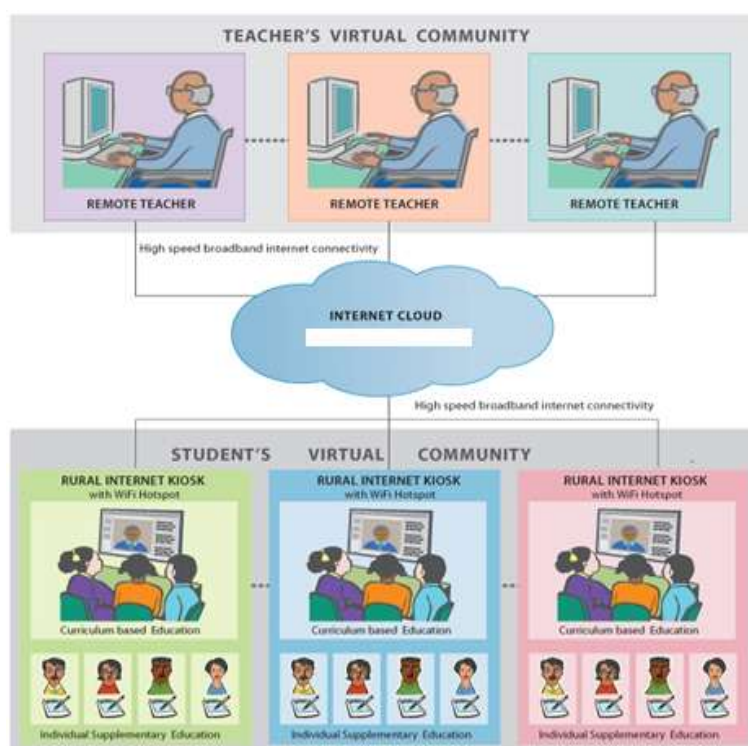 TEACHER'S VIRTUAL COMMUNITY
REMOTE TEACHER
REMOTE TEACHER
REMOTE TEACHER
High speed broadband internet connectivity
INTERNET CLOUD
High speed broadband internet connectivity
STUDENT'S VIRTUAL COMMUNITY
RURAL INTERNET KIOSK
with WiFi Hotspot
Curriculum based Education
Individual Supplementary Education
RURAL INTERNET KIOSK
with WiFi Hotspot
Curriculum based Education
Individual Supplementary Education
RURAL INTERNET KIOSK
with WiFi Hotspot
Curriculum based Education
Individual Supplementary Education